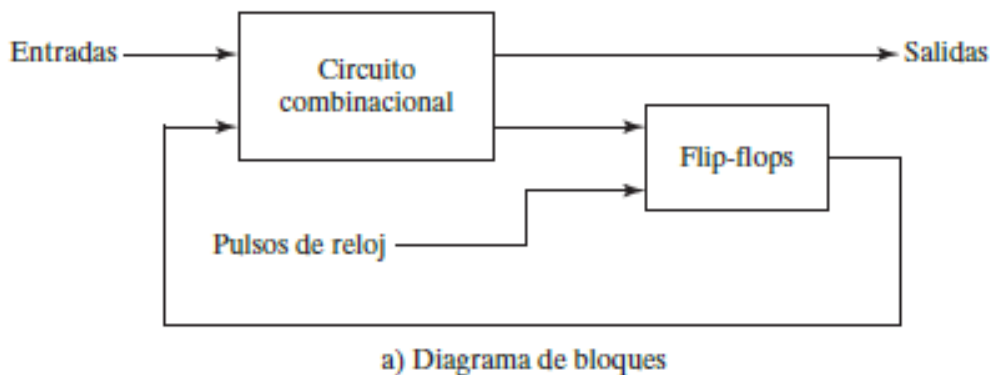 Entradas
Salidas
Circuito
combinacional
Flip-flops
Pulsos de reloj
a) Diagrama de bloques